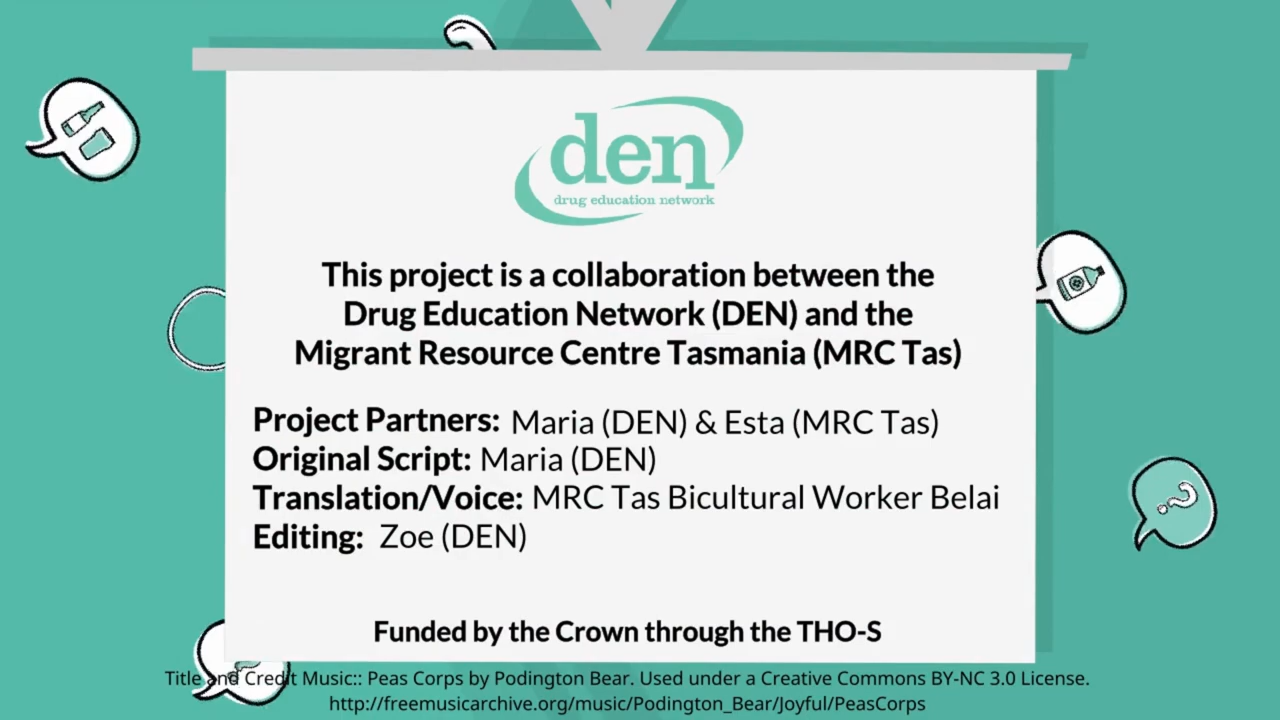 den
drug education network
This project is a collaboration between the
Drug Education Network (DEN) and the
Migrant Resource Centre Tasmania (MRC Tas)
Project Partners: Maria (DEN) & Esta (MRC Tas)
Original Script: Maria (DEN)
Translation/Voice: MRC Tas Bicultural Worker Belai
Editing: Zoe (DEN)
Funded by the Crown through the THO-S
Title and Credit Music:: Peas Corps by Podington Bear. Used under a Creative Commons BY-NC 3.0 License.
http://freemusicarchive.org/music/Podington_Bear/Joyful/PeasCorps